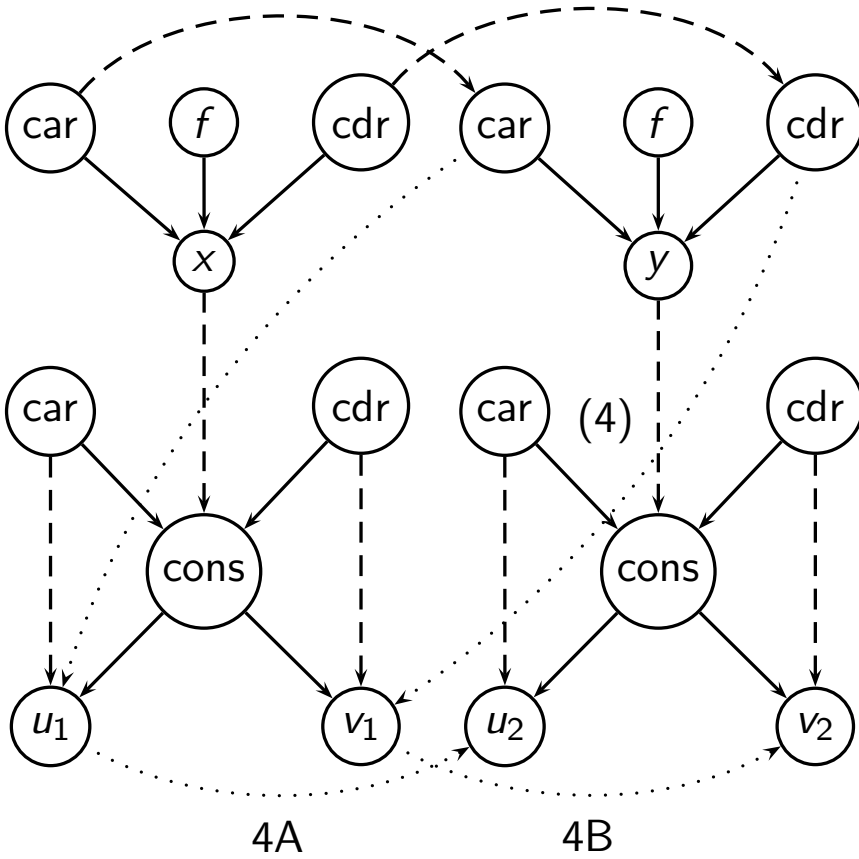 car f cdr car f cdr
x y
car cdr car (4) cdr
cons cons
u₁ v₁ u₂ v₂
4A 4B